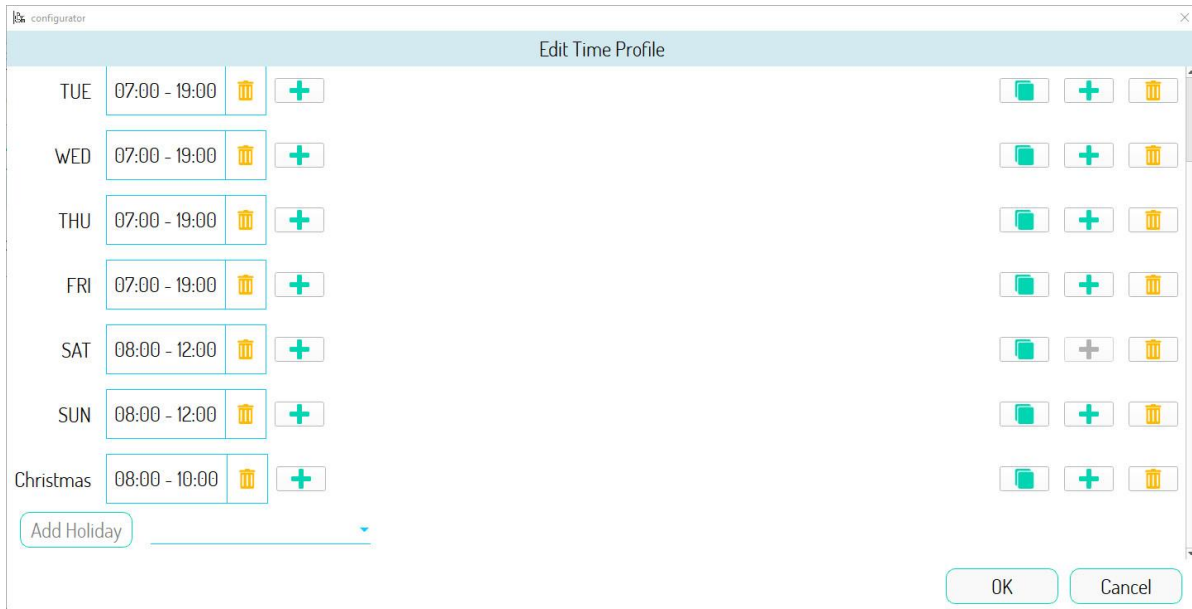 configurator
Edit Time Profile
TUE 07:00 - 19:00
WED 07:00 - 19:00
THU 07:00 - 19:00
FRI 07:00 - 19:00
SAT 08:00 - 12:00
SUN 08:00 - 12:00
Christmas 08:00 - 10:00
Add Holiday
OK Cancel